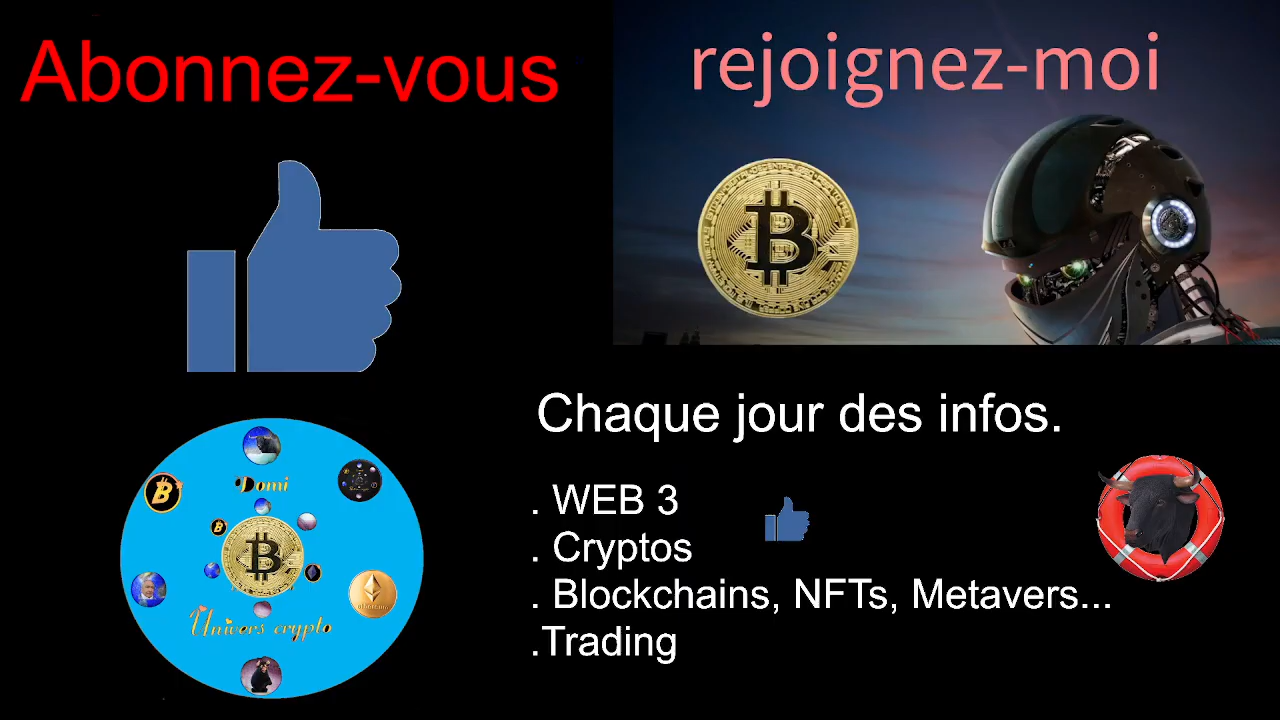 Abonnez-vous
rejoignez-moi
Chaque jour des infos.
. WEB 3
. Cryptos
. Blockchains, NFTs, Metavers...
.Trading
Domi
Univers crypto